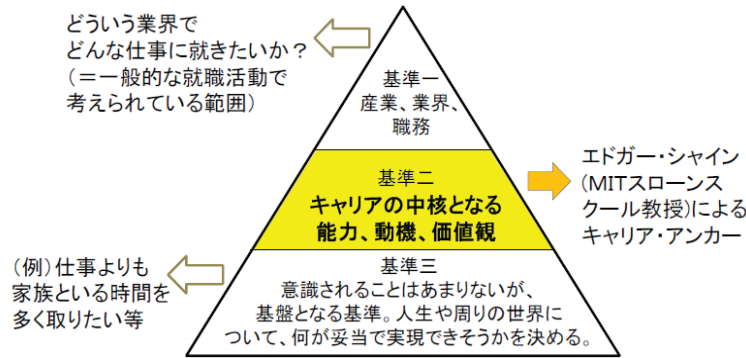 どういう業界で
どんな仕事に就きたいか？
（＝一般的な就職活動で
考えられている範囲）
基準一
産業、業界、
職務
基準二
キャリアの中核となる
能力、動機、価値観
エドガー・シャイン
（MITスローンス
クール教授）による
キャリア・アンカー
（例）仕事よりも
家族といる時間を
多く取りたい等
基準三
意識されることはあまりないが、
基盤となる基準。人生や周りの世界に
ついて、何が妥当で実現できそうかを決める。